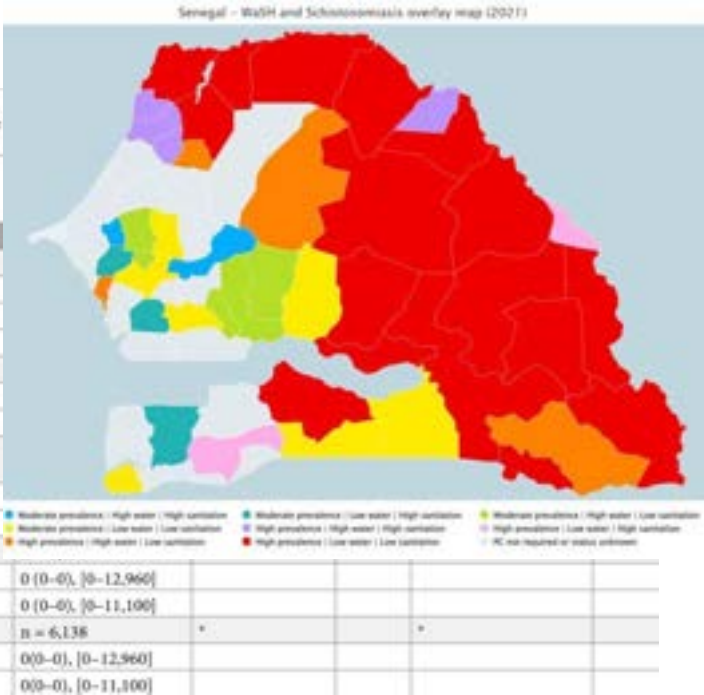 Senegal - WaSH and Schistosomiasis overlay map (2021)
Moderate prevalence | High water | High sanitation
Moderate prevalence | Low water | High sanitation
Moderate prevalence | High water | Low sanitation
Moderate prevalence | Low water | Low sanitation
High prevalence | High water | High sanitation
High prevalence | Low water | High sanitation
High prevalence | High water | Low sanitation
High prevalence | Low water | Low sanitation
PC not required or status unknown
0 (0–0), [0–12,960]
0 (0–0), [0–11,100]
n = 6,138 * *
0(0–0), [0–12,960]
0(0–0), [0–11,100]